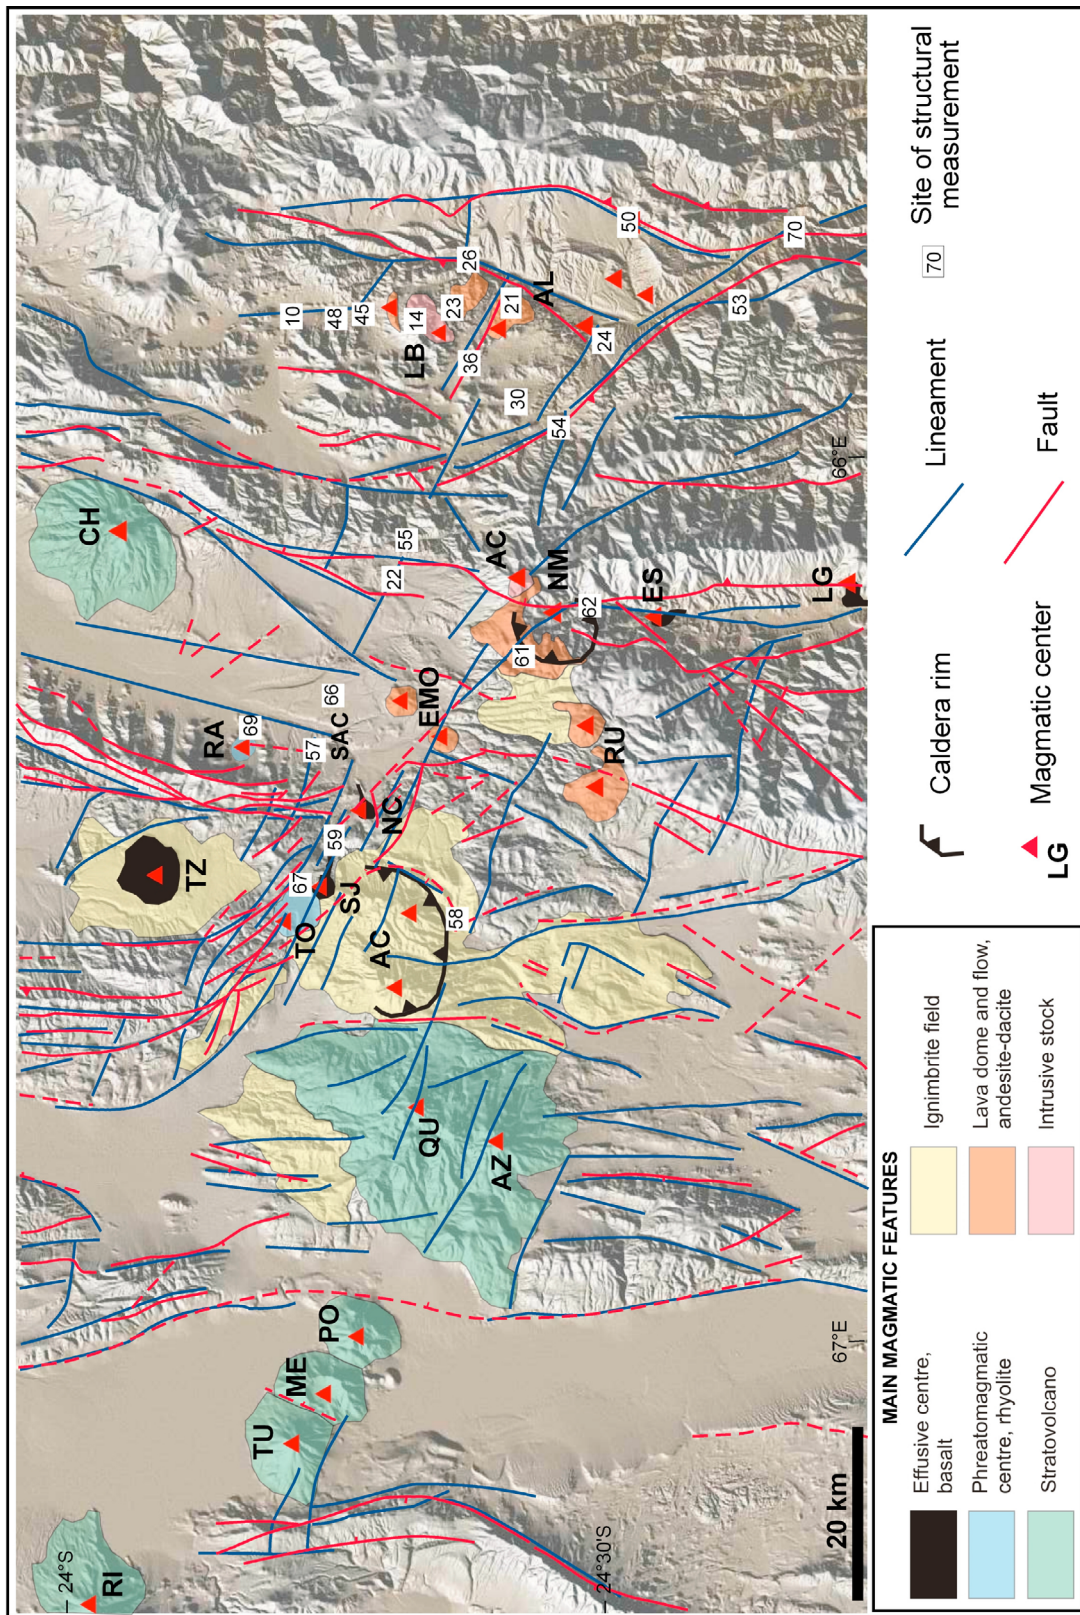 RI
24°S
TU
ME
PO
QU
AZ
TO
AC
SJ
67
TZ
59
NC
58
RA
69
57
SAC
66
EMO
RU
CH
22
55
61
AC
NM
62
ES
LG
10
48
45
14
LB
23
26
36
21
AL
30
54
24
50
53
70
66°E
67°E
24°30'S
20 km
MAIN MAGMATIC FEATURES
Effusive centre,
basalt
Phreatomagmatic
centre, rhyolite
Stratovolcano
Ignimbrite field
Lava dome and flow,
andesite-dacite
Intrusive stock
Caldera rim
LG
Magmatic center
Lineament
Fault
70
Site of structural
measurement